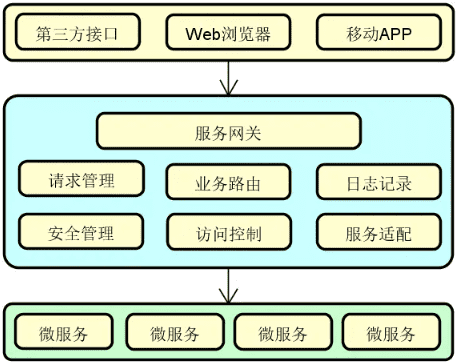 第三方接口 Web浏览器 移动APP
服务网关
请求管理 业务路由 日志记录
安全管理 访问控制 服务适配
微服务 微服务 微服务 微服务